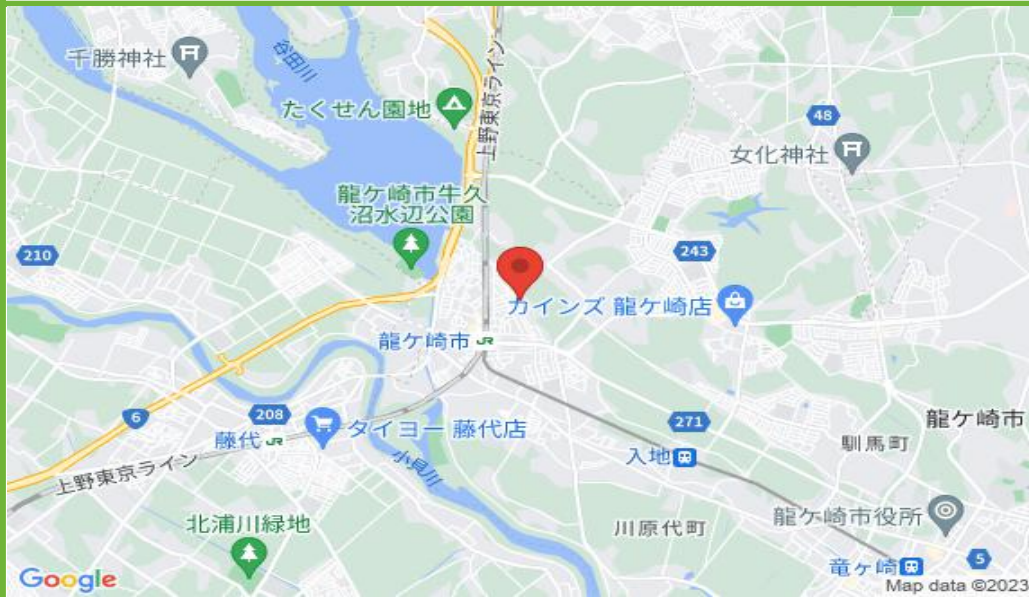 千勝神社
谷田川
たくせん園地
上野東京ライン
48
女化神社
龍ケ崎市牛久
沼水辺公園
210
243
カインズ 龍ケ崎店
龍ケ崎市
JR
6
208
藤代
JR
タイヨー 藤代店
271
龍ケ崎市
馴馬町
入地
上野東京ライン
小貝川
北浦川緑地
川原代町
龍ケ崎市役所
5
竜ヶ崎
Google
Map data ©2023